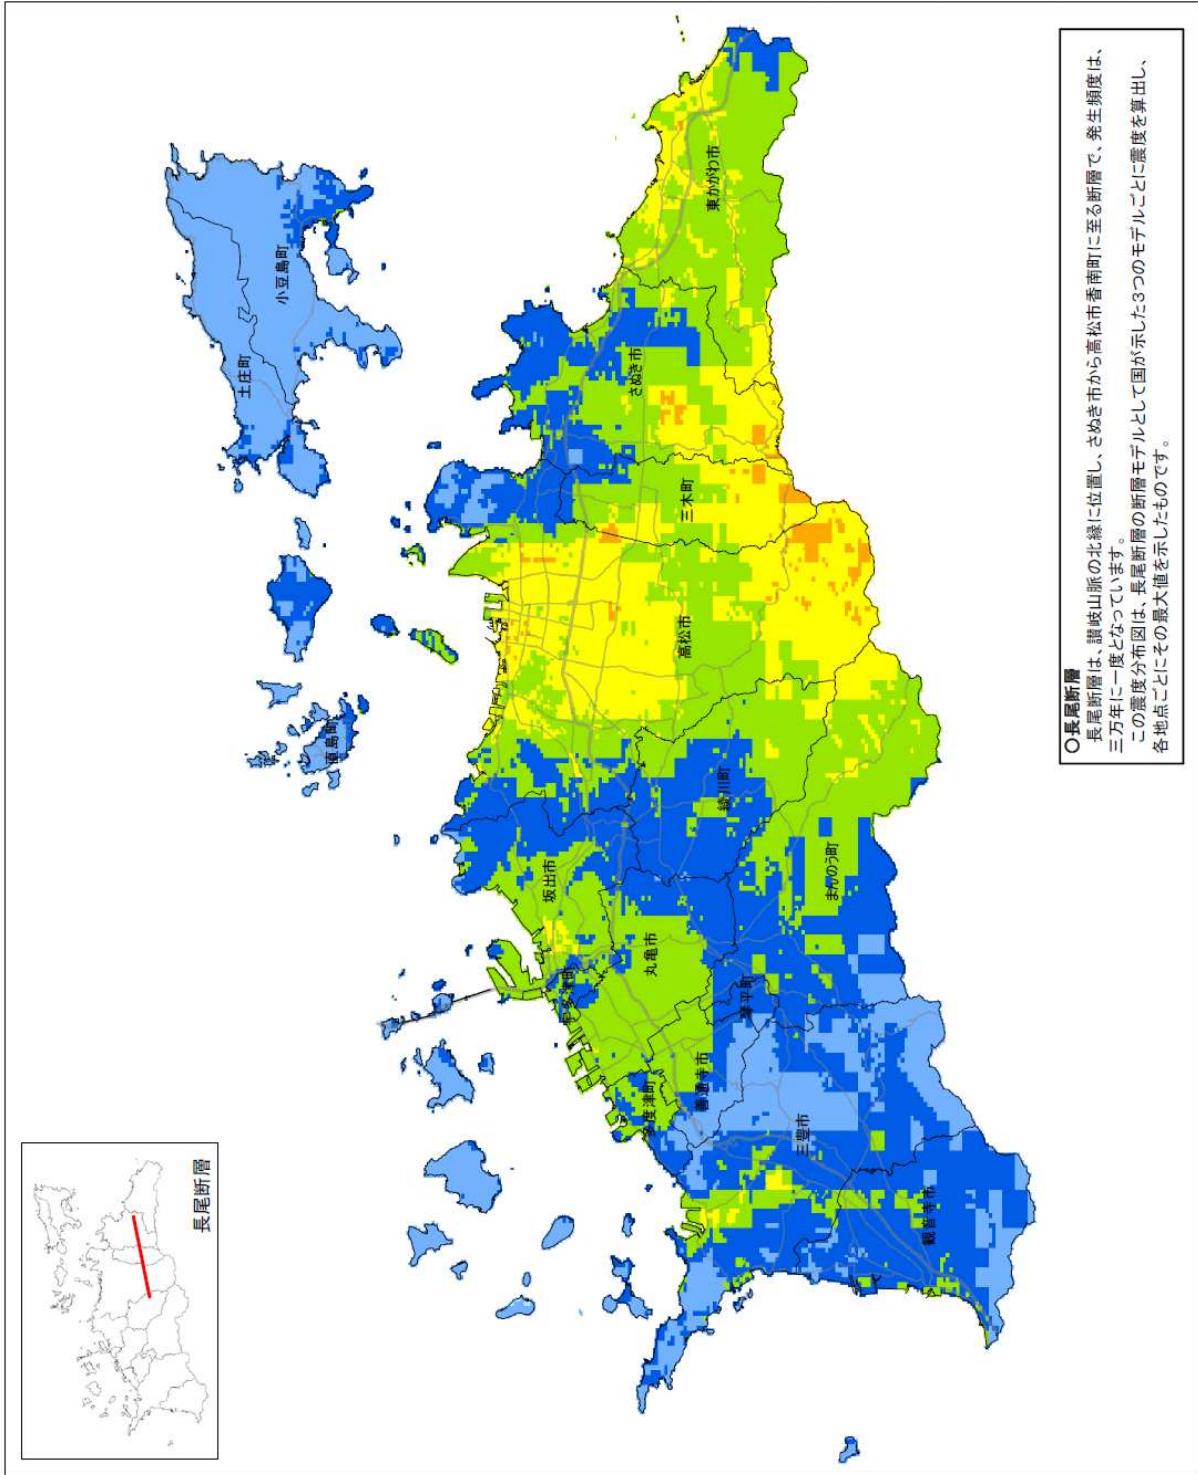 長尾断層
小豆島町
土庄町
直島町
東かがわ市
さぬき市
三木町
高松市
綾川町
坂出市
丸亀市
宇多津町
まんのう町
琴平町
善通寺市
多度津町
三豊市
観音寺市
○長尾断層
長尾断層は、讃岐山脈の北縁に位置し、さぬき市から高松市香南町に至る断層で、発生頻度は、
三万年に一度となっています。
この震度分布図は、長尾断層の断層モデルとして国が示した3つのモデルごとに震度を算出し、
各地点ごとにその最大値を示したものです。